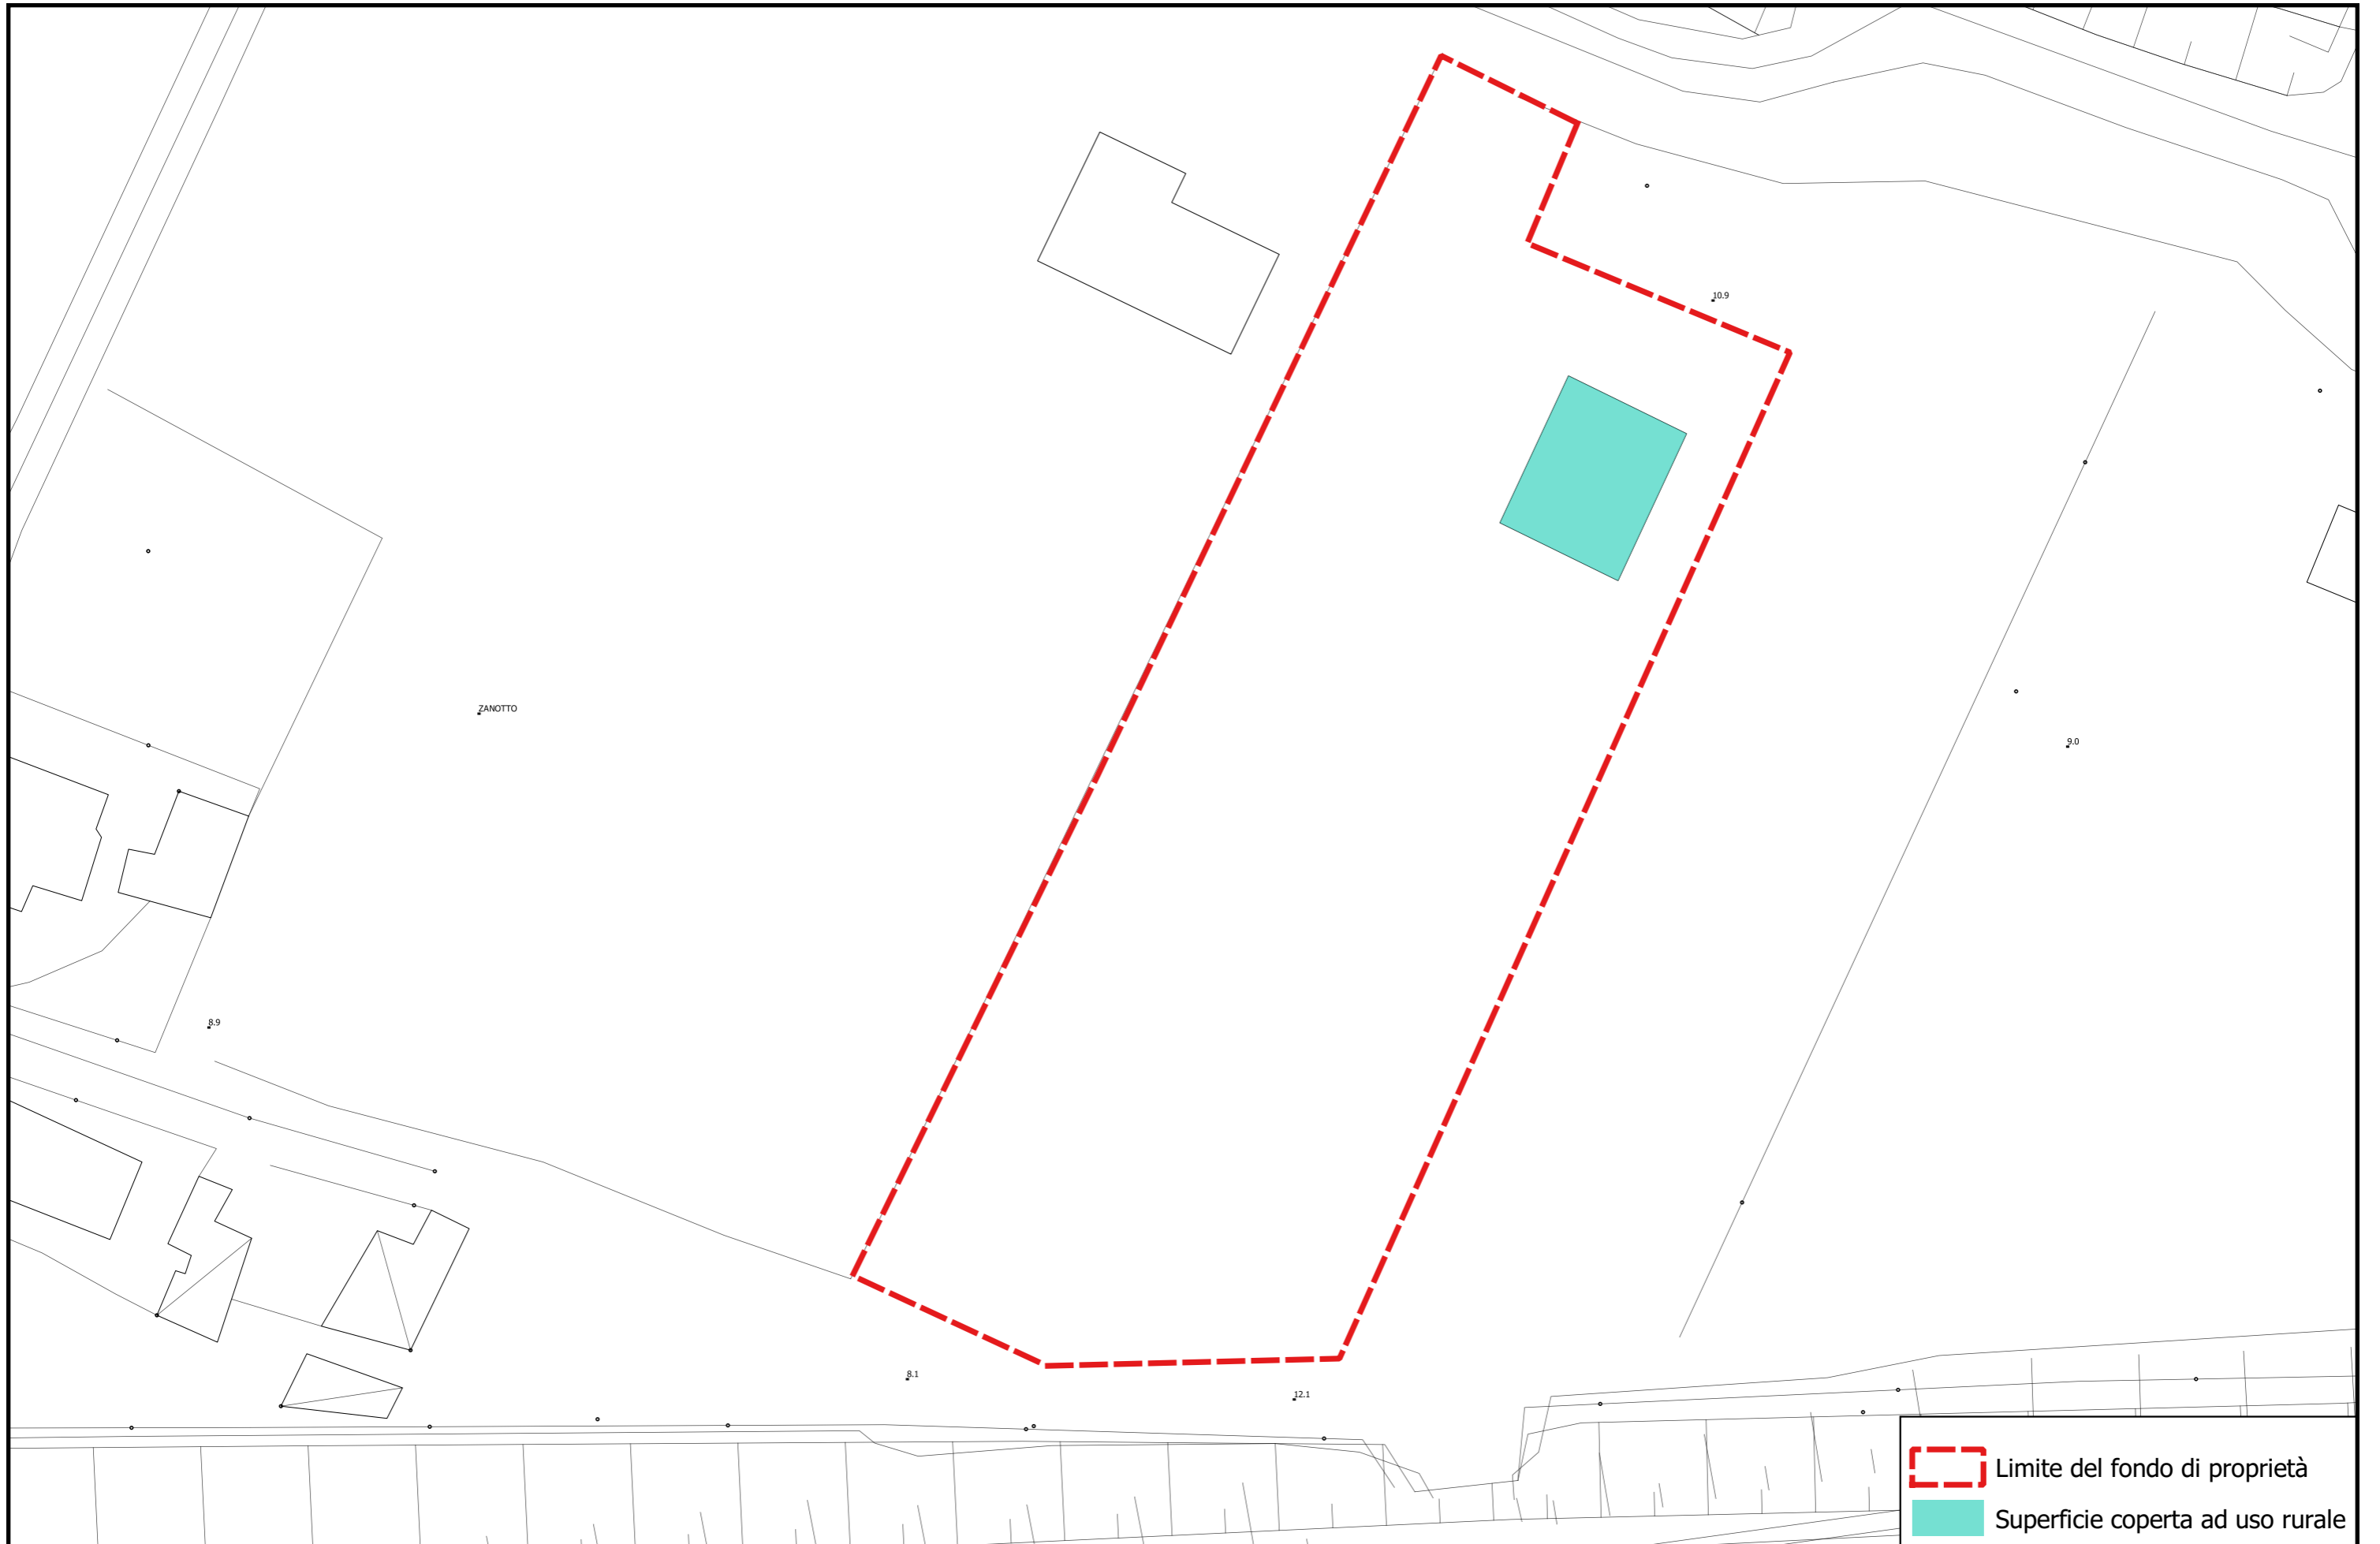 10.9
ZANOTTO
9.0
8.9
8.1
12.1
Limite del fondo di proprietà
Superficie coperta ad uso rurale